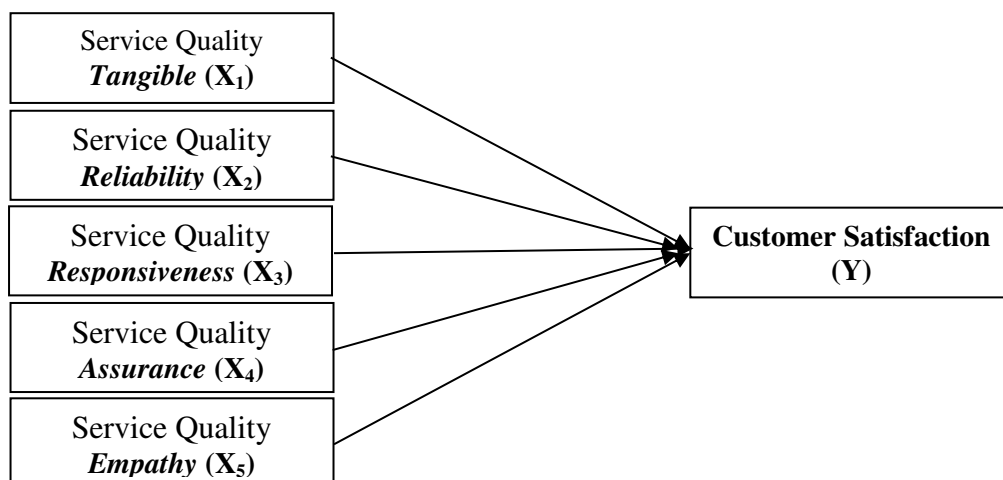 Service Quality
Tangible (X₁)
Service Quality
Reliability (X₂)
Service Quality
Responsiveness (X₃)
Service Quality
Assurance (X₄)
Service Quality
Empathy (X₅)
Customer Satisfaction
(Y)